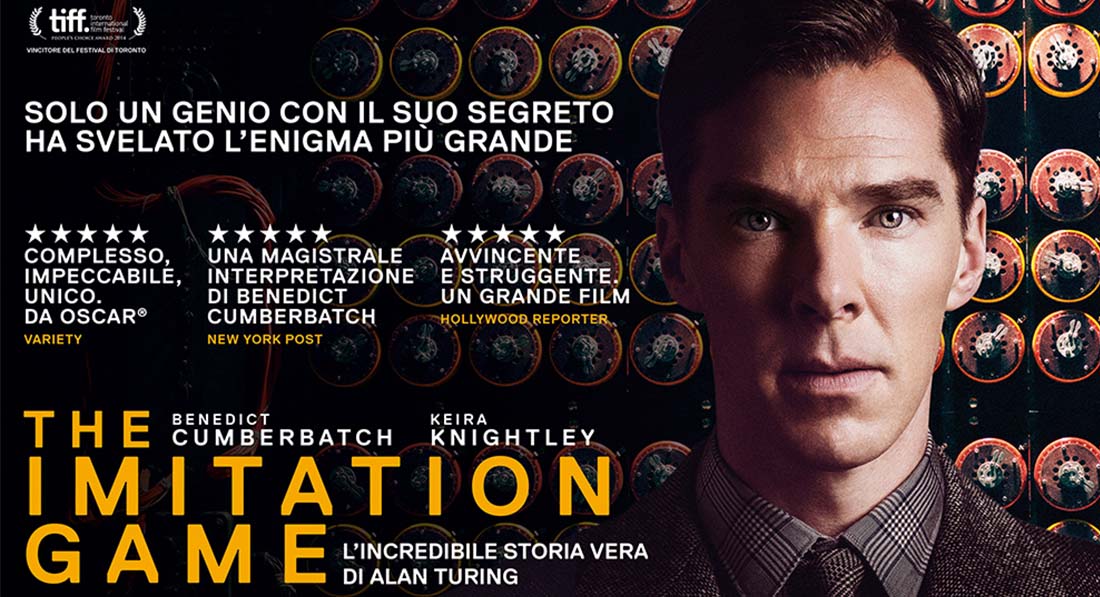 tiff. toronto
international
film festival
PEOPLE'S CHOICE AWARD 2014
VINCITORE DEL FESTIVAL DI TORONTO
SOLO UN GENIO CON IL SUO SEGRETO
HA SVELATO L'ENIGMA PIÙ GRANDE
★★★★★
COMPLESSO,
IMPECCABILE,
UNICO.
DA OSCAR®
VARIETY
★★★★★
UNA MAGISTRALE
INTERPRETAZIONE
DI BENEDICT
CUMBERBATCH
NEW YORK POST
★★★★★
AVVINCENTE
E STRUGGENTE.
UN GRANDE FILM
HOLLYWOOD REPORTER
BENEDICT
CUMBERBATCH
KEIRA
KNIGHTLEY
THE
IMITATION
GAME
L'INCREDIBILE STORIA VERA
DI ALAN TURING